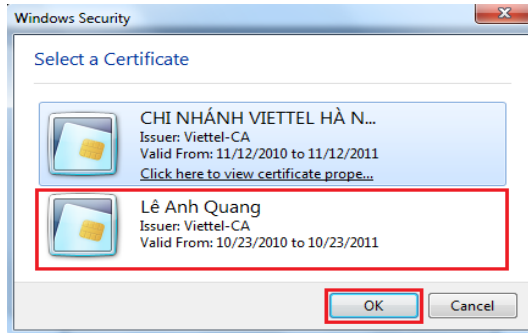 Windows Security
Select a Certificate
CHI NHÁNH VIETTEL HÀ N...
Issuer: Viettel-CA
Valid From: 11/12/2010 to 11/12/2011
Click here to view certificate prope...
Lê Anh Quang
Issuer: Viettel-CA
Valid From: 10/23/2010 to 10/23/2011
OK Cancel